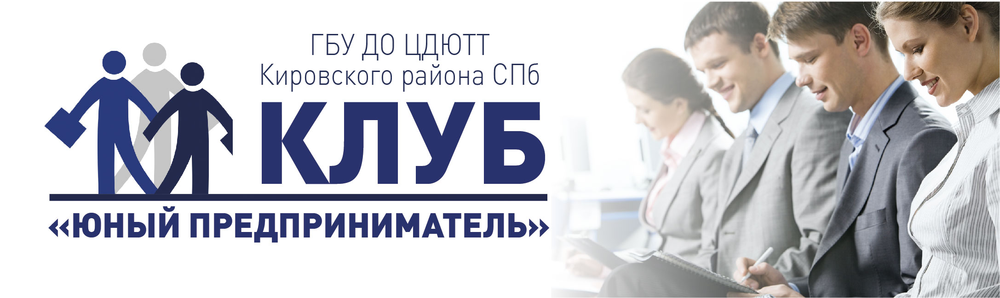 ГБУ ДО ЦДЮТТ
Кировского района СПб
КЛУБ
«ЮНЫЙ ПРЕДПРИНИМАТЕЛЬ»